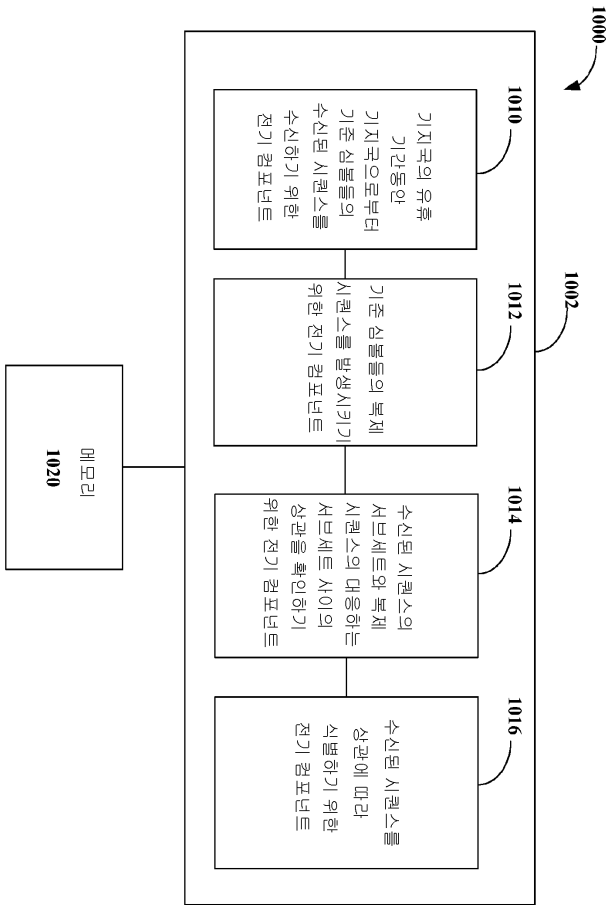 1000
1002
1010
기지국의 유휴
기간동안
기지국으로부터
기준 심볼들의
수신된 시퀀스를
수신하기 위한
전기 컴포넌트
1012
기준 심볼들의 복제
시퀀스를 발생시키기
위한 전기 컴포넌트
1014
수신된 시퀀스의
서브세트와 복제
시퀀스의 대응하는
서브세트 사이의
상관을 확인하기
위한 전기 컴포넌트
1016
수신된 시퀀스를
상관에 따라
식별하기 위한
전기 컴포넌트
메모리
1020